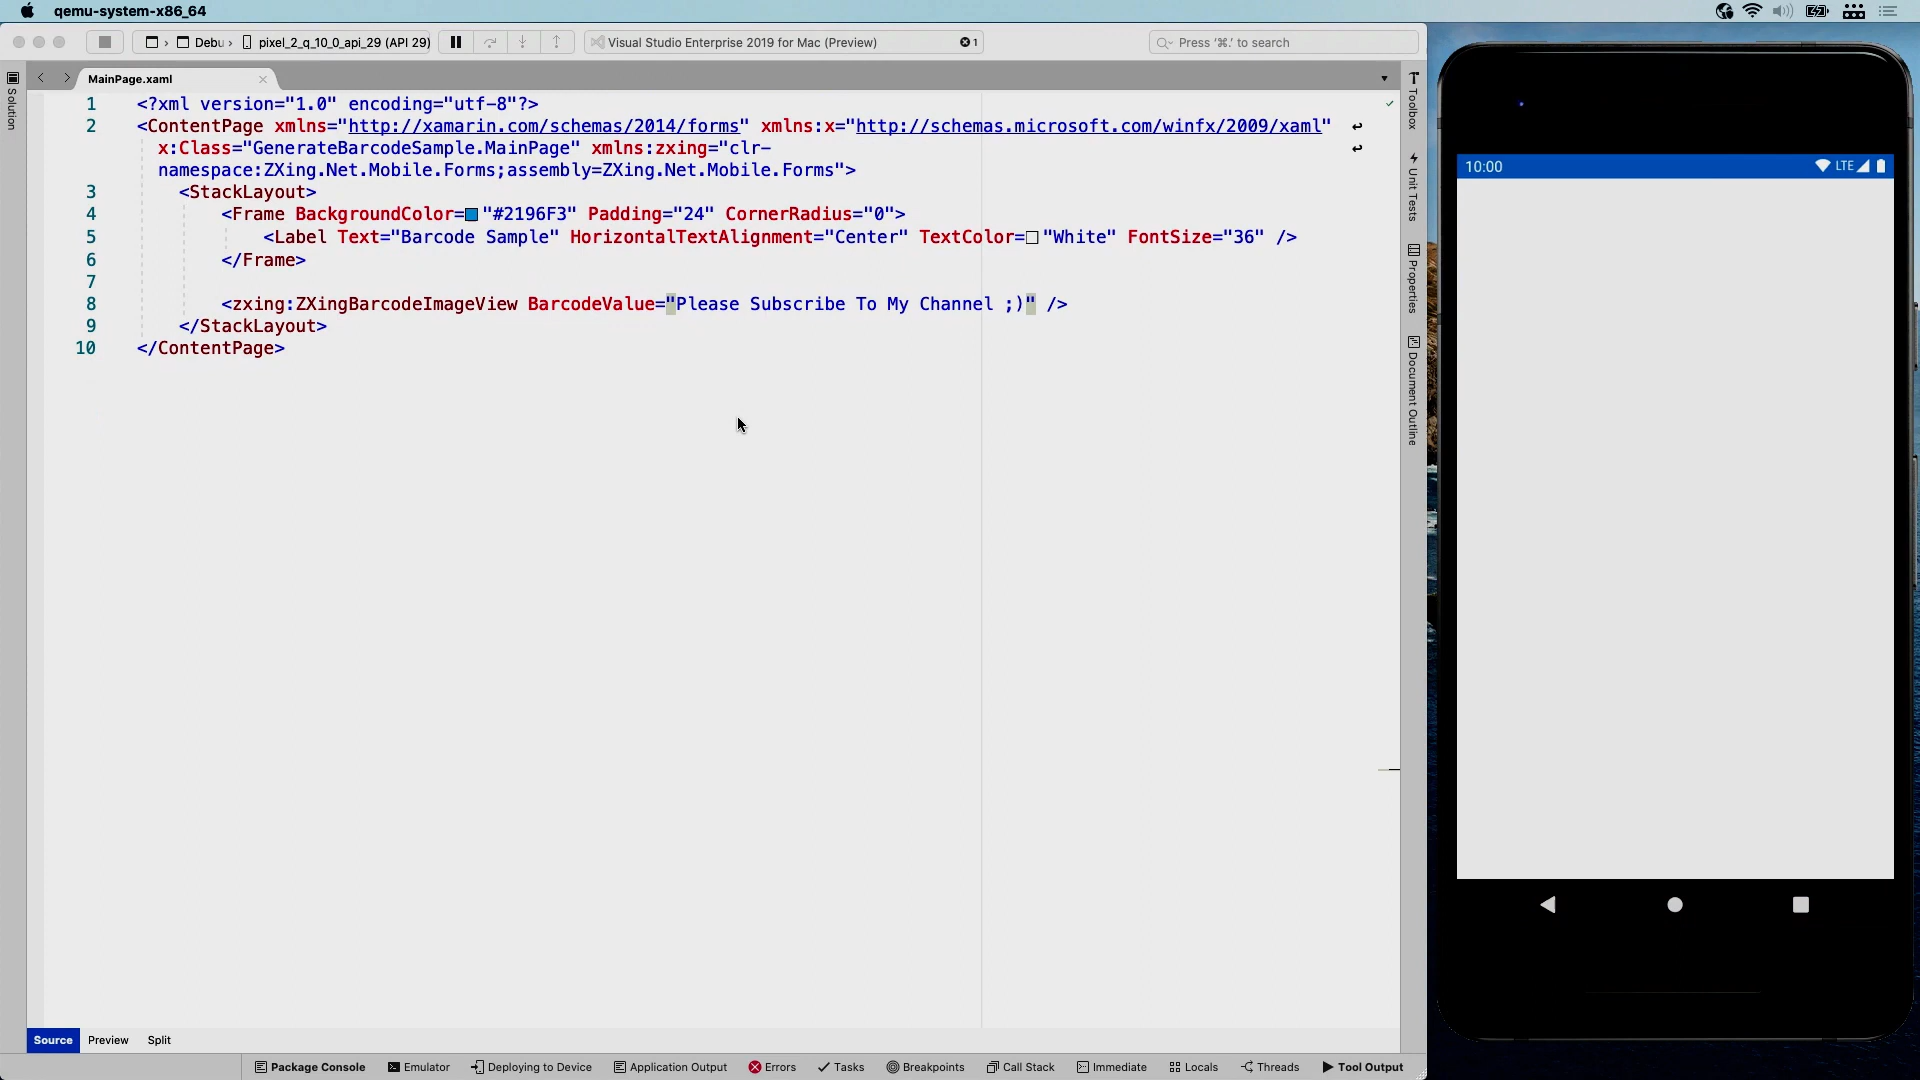 qemu-system-x86_64
Debu › pixel_2_q_10_0_api_29 (API 29)
Visual Studio Enterprise 2019 for Mac (Preview)
1
Press ‘⌘.’ to search
MainPage.xaml
Solution
1 <?xml version="1.0" encoding="utf-8"?>
2 <ContentPage xmlns="http://xamarin.com/schemas/2014/forms" xmlns:x="http://schemas.microsoft.com/winfx/2009/xaml"
x:Class="GenerateBarcodeSample.MainPage" xmlns:zxing="clr-
namespace:ZXing.Net.Mobile.Forms;assembly=ZXing.Net.Mobile.Forms">
3 <StackLayout>
4 <Frame BackgroundColor="#2196F3" Padding="24" CornerRadius="0">
5 <Label Text="Barcode Sample" HorizontalTextAlignment="Center" TextColor="White" FontSize="36" />
6 </Frame>
7
8 <zxing:ZXingBarcodeImageView BarcodeValue="Please Subscribe To My Channel ;)" />
9 </StackLayout>
10 </ContentPage>
Toolbox
Unit Tests
Properties
Document Outline
10:00 LTE
Source Preview Split
Package Console Emulator Deploying to Device Application Output Errors Tasks Breakpoints Call Stack Immediate Locals Threads Tool Output